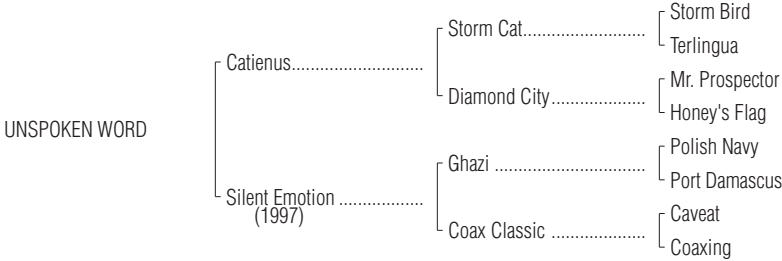 Storm Bird
Storm Cat..........................
Terlingua
Catienus............................
Mr. Prospector
Diamond City....................
Honey's Flag
UNSPOKEN WORD
Polish Navy
Ghazi ................................
Port Damascus
Silent Emotion ..................
(1997)
Caveat
Coax Classic ....................
Coaxing